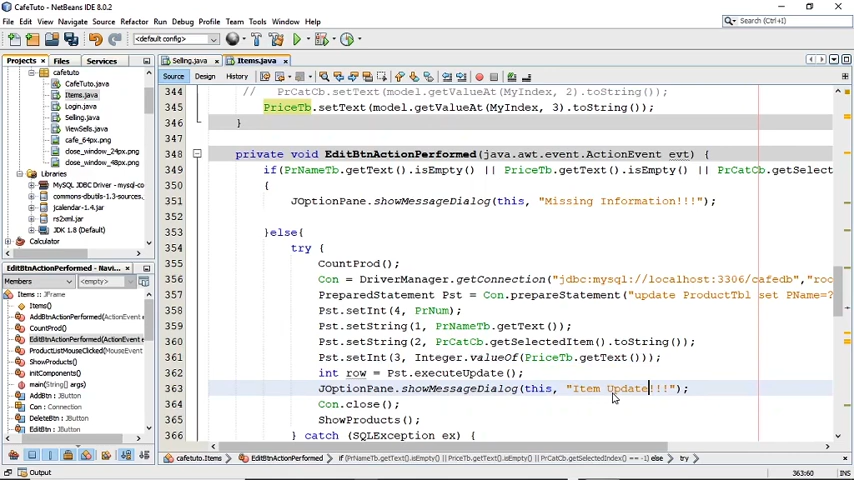 CafeTuto - NetBeans IDE 8.0.2
File Edit View Navigate Source Refactor Run Debug Profile Team Tools Window Help
Search (Ctrl+I)
<default config>
Projects Files Services
Selling.java Items.java
Source Design History
cafetuto
CafeTuto.java
Items.java
Login.java
Selling.java
ViewSells.java
cafe_64px.png
close_window_24px.png
close_window_48px.png
Libraries
MySQL JDBC Driver - mysql-co
commons-dbutils-1.3-sources.
jcalendar-1.4.jar
rs2xml.jar
JDK 1.8 (Default)
Calculator
EditBtnActionPerformed - Navi...
Members <empty>
Items :: JFrame
Items()
AddBtnActionPerformed(ActionEvent
CountProd()
EditBtnActionPerformed(ActionEvent
ProductListMouseClicked(MouseEvent
ShowProducts()
initComponents()
main(String[] args)
AddBtn : JButton
Con : Connection
DeleteBtn : JButton
EditBtn : JButton
344 // PrCatCb.setText(model.getValueAt(MyIndex, 2).toString());
345 PriceTb.setText(model.getValueAt(MyIndex, 3).toString());
346 }
347
348 private void EditBtnActionPerformed(java.awt.event.ActionEvent evt) {
349 if(PrNameTb.getText().isEmpty() || PriceTb.getText().isEmpty() || PrCatCb.getSelect
350 {
351 JOptionPane.showMessageDialog(this, "Missing Information!!!");
352
353 }else{
354 try {
355 CountProd();
356 Con = DriverManager.getConnection("jdbc:mysql://localhost:3306/cafedb","roo
357 PreparedStatement Pst = Con.prepareStatement("update ProductTbl set PName=?
358 Pst.setInt(4, PrNum);
359 Pst.setString(1, PrNameTb.getText());
360 Pst.setString(2, PrCatCb.getSelectedItem().toString());
361 Pst.setInt(3, Integer.valueOf(PriceTb.getText()));
362 int row = Pst.executeUpdate();
363 JOptionPane.showMessageDialog(this, "Item Update!!!");
364 Con.close();
365 ShowProducts();
366 } catch (SQLException ex) {
cafetuto.Items EditBtnActionPerformed if (PrNameTb.getText().isEmpty() || PriceTb.getText().isEmpty() || PrCatCb.getSelectedIndex() == -1) else try
Output
363:60